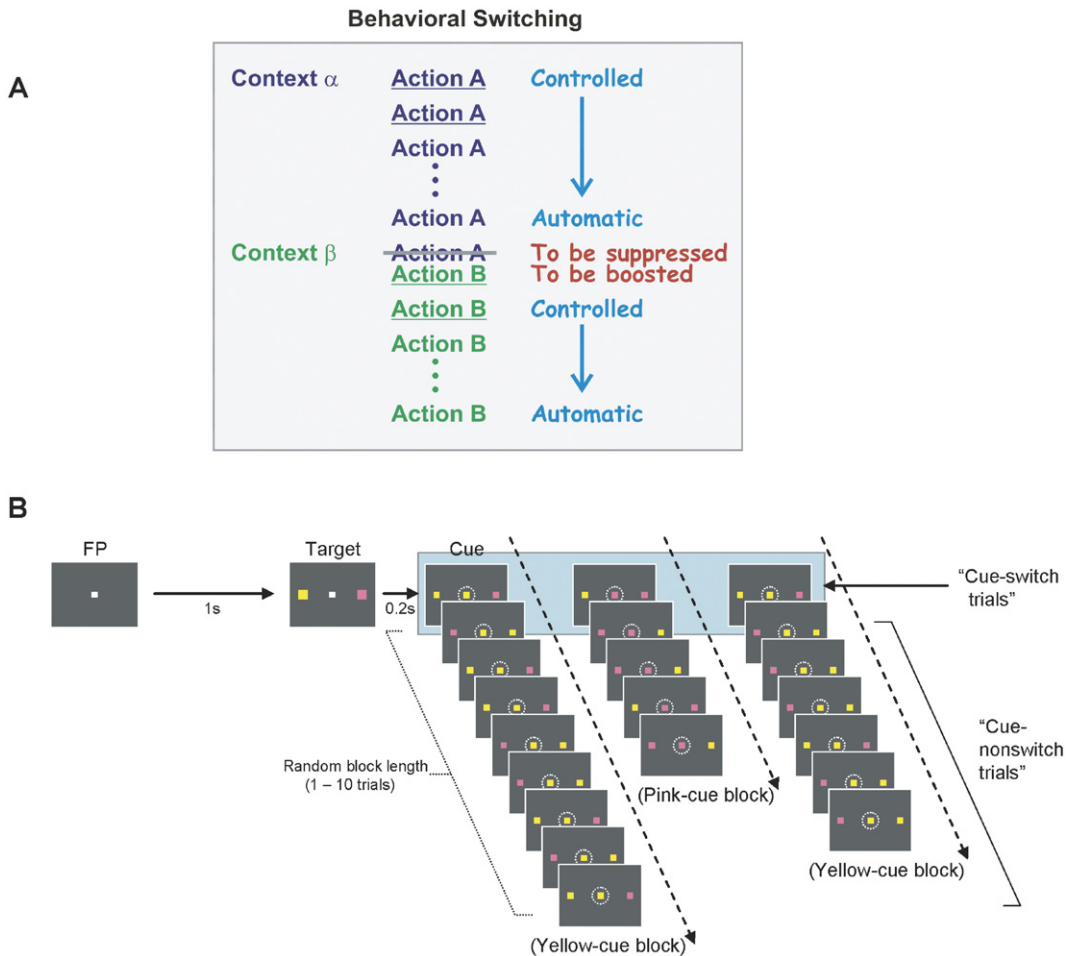 Behavioral Switching
A
Context α Action A Controlled
Action A
Action A
Action A Automatic
Context β Action A To be suppressed
Action B To be boosted
Action B Controlled
Action B
Action B Automatic
B
FP Target Cue
1s 0.2s
“Cue-switch
trials”
“Cue-
nonswitch
trials”
Random block length
(1 – 10 trials)
(Pink-cue block)
(Yellow-cue block)
(Yellow-cue block)